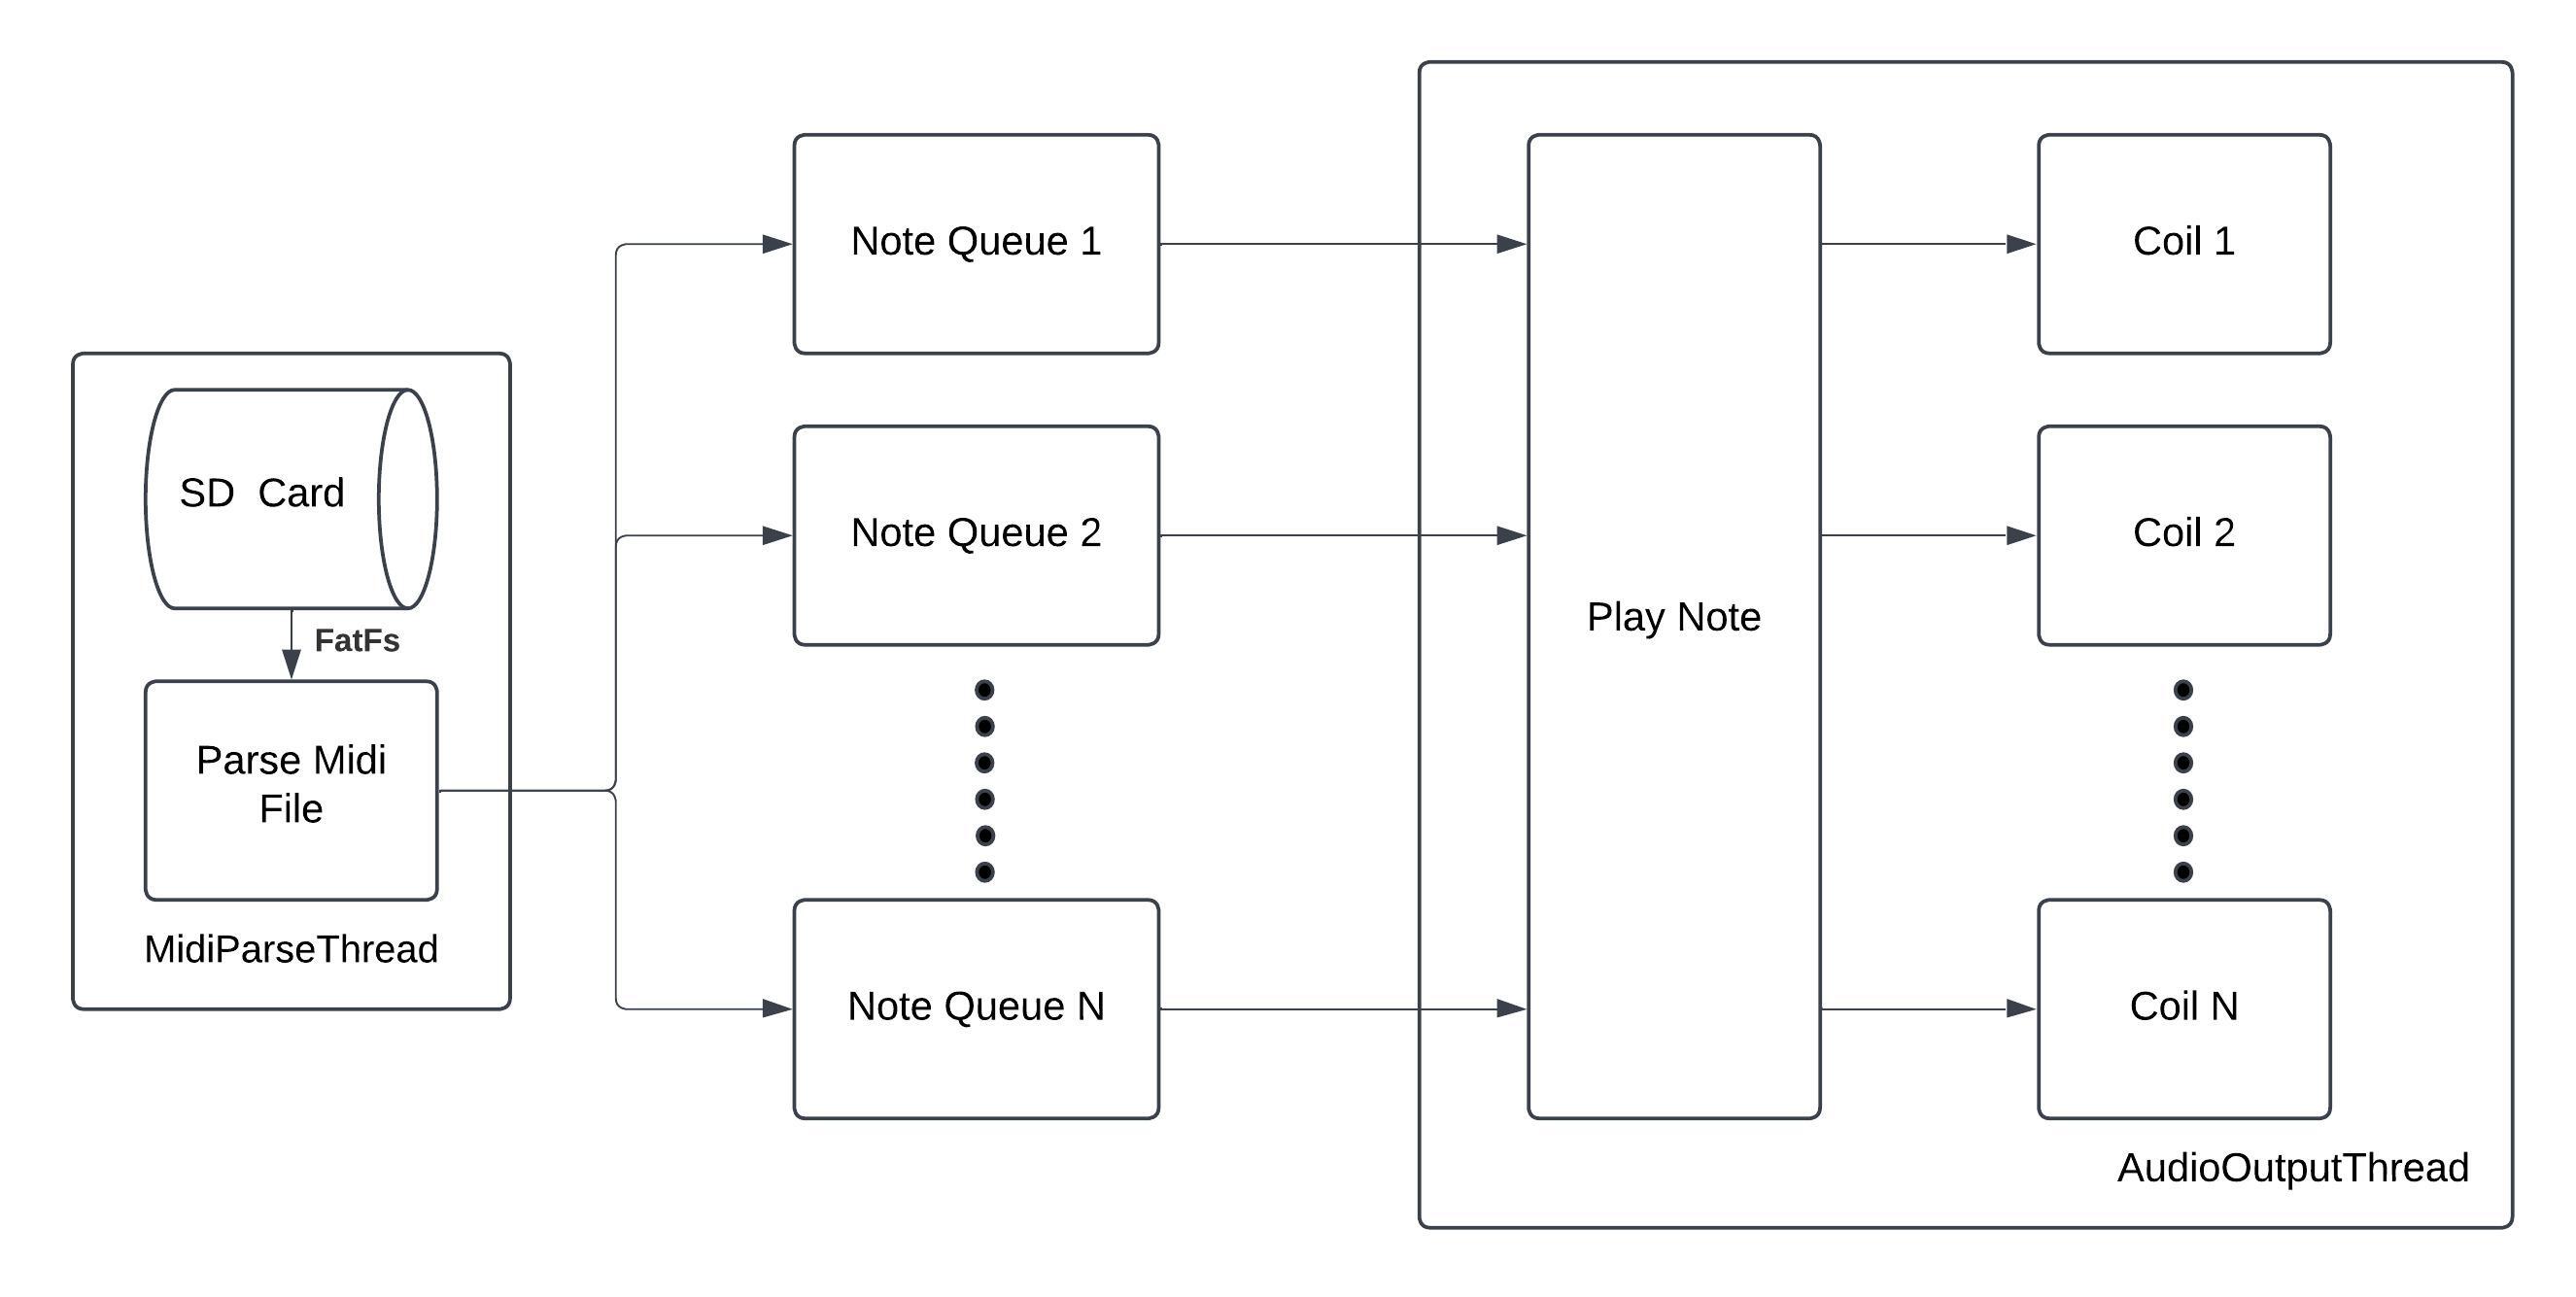 SD  Card
FatFs
Parse Midi
File
MidiParseThread
Note Queue 1
Note Queue 2
Note Queue N
Play Note
Coil 1
Coil 2
Coil N
AudioOutputThread